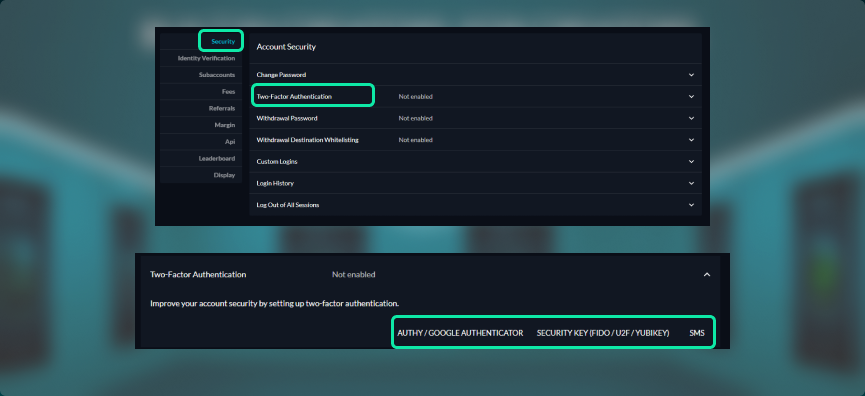 Security
Identity Verification
Subaccounts
Fees
Referrals
Margin
Api
Leaderboard
Display
Account Security
Change Password
Two-Factor Authentication Not enabled
Withdrawal Password Not enabled
Withdrawal Destination Whitelisting Not enabled
Custom Logins
Login History
Log Out of All Sessions
Two-Factor Authentication Not enabled
Improve your account security by setting up two-factor authentication.
AUTHY / GOOGLE AUTHENTICATOR SECURITY KEY (FIDO / U2F / YUBIKEY) SMS